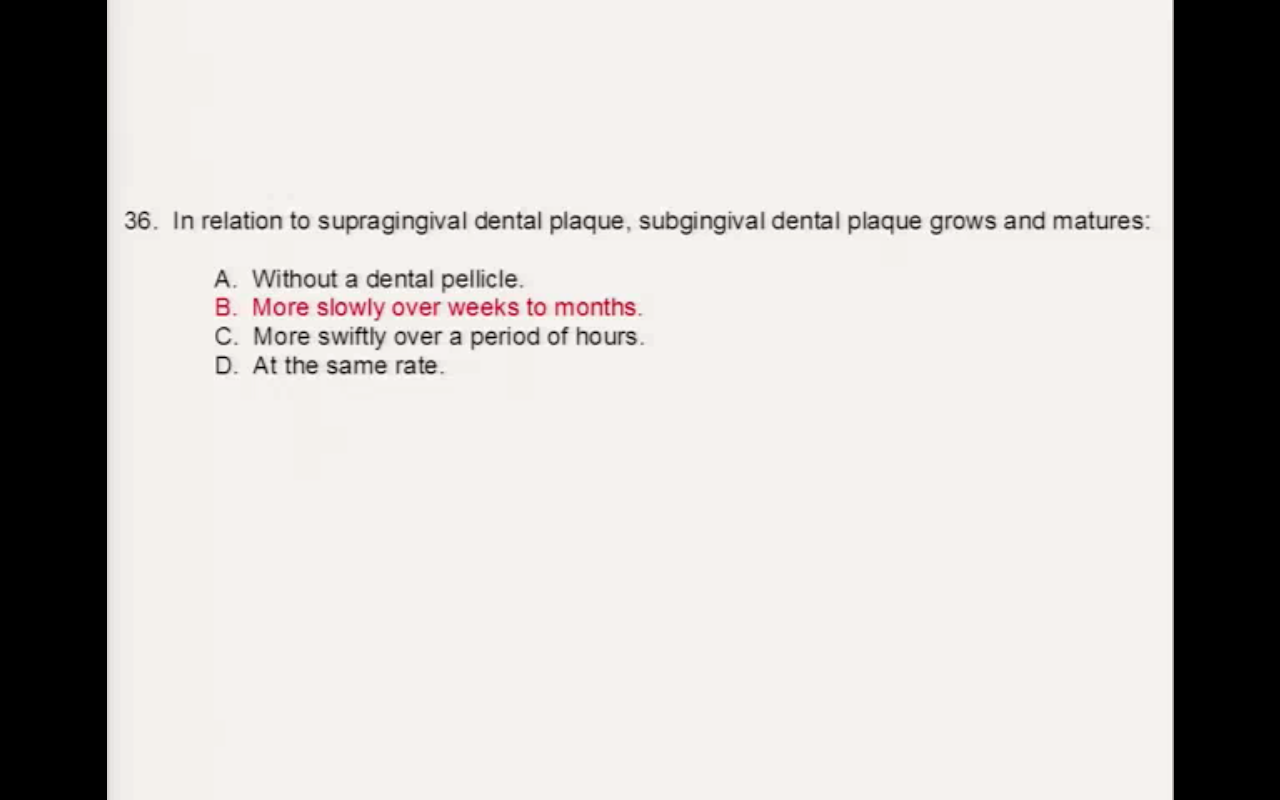 36. In relation to supragingival dental plaque, subgingival dental plaque grows and matures:
A. Without a dental pellicle.
B. More slowly over weeks to months.
C. More swiftly over a period of hours.
D. At the same rate.